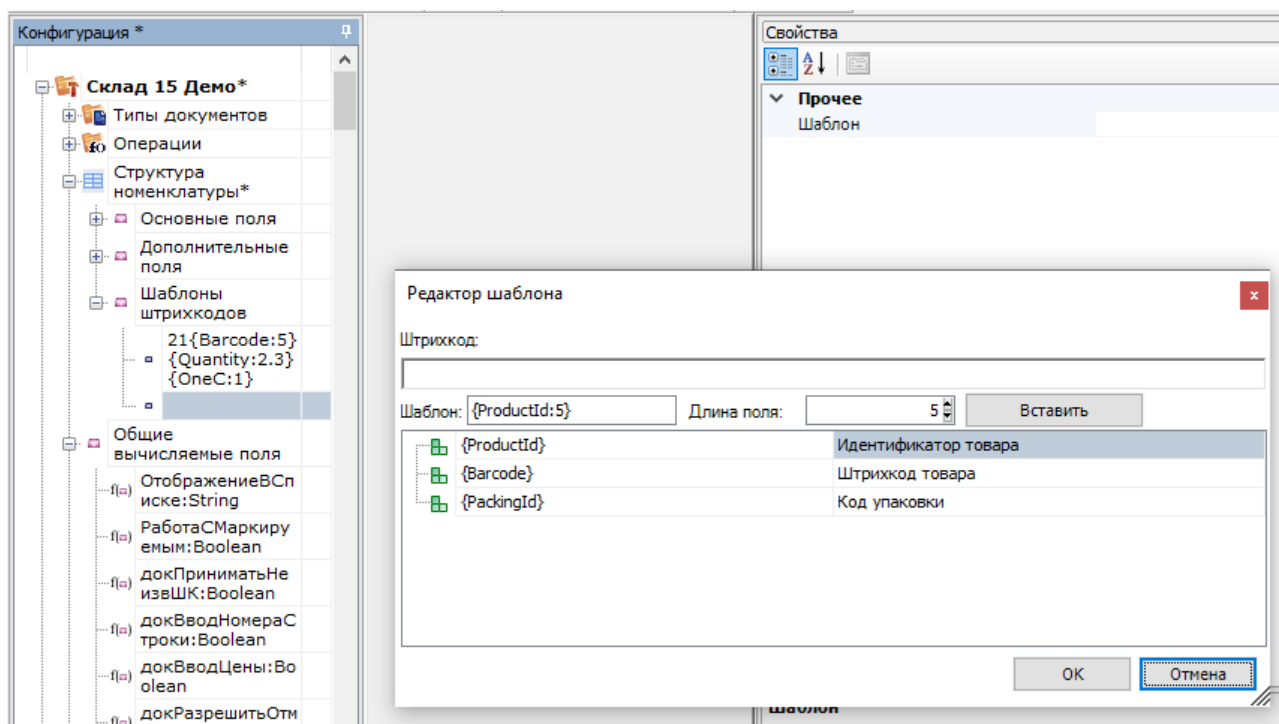 Конфигурация *
Склад 15 Демо*
Типы документов
Операции
Структура
номенклатуры*
Основные поля
Дополнительные
поля
Шаблоны
штрихкодов
21{Barcode:5}
{Quantity:2.3}
{OneC:1}
Общие
вычисляемые поля
f(=) ОтображениеВСп
иске:String
f(=) РаботаСМаркиру
емым:Boolean
f(=) докПриниматьНе
извШК:Boolean
f(=) докВводНомераС
троки:Boolean
f(=) докВводЦены:Bo
olean
f(=) докРазрешитьОтм
Свойства
Прочее
Шаблон
Редактор шаблона
Штрихкод:
Шаблон: {ProductId:5} Длина поля: 5 Вставить
{ProductId} Идентификатор товара
{Barcode} Штрихкод товара
{PackingId} Код упаковки
OK Отмена
Шаблон